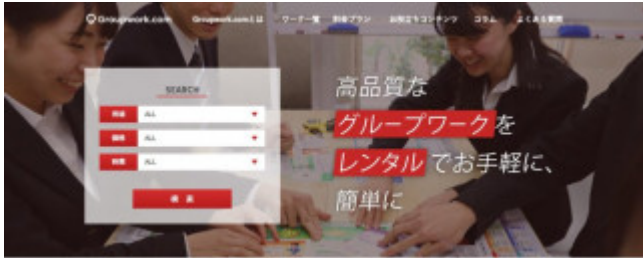 Groupwork.com Groupwork.comとは ワーク一覧 料金プラン お役立ちコンテンツ コラム よくある質問
SEARCH
ALL
ALL
ALL
検 索
高品質な
グループワークを
レンタルでお手軽に、
簡単に